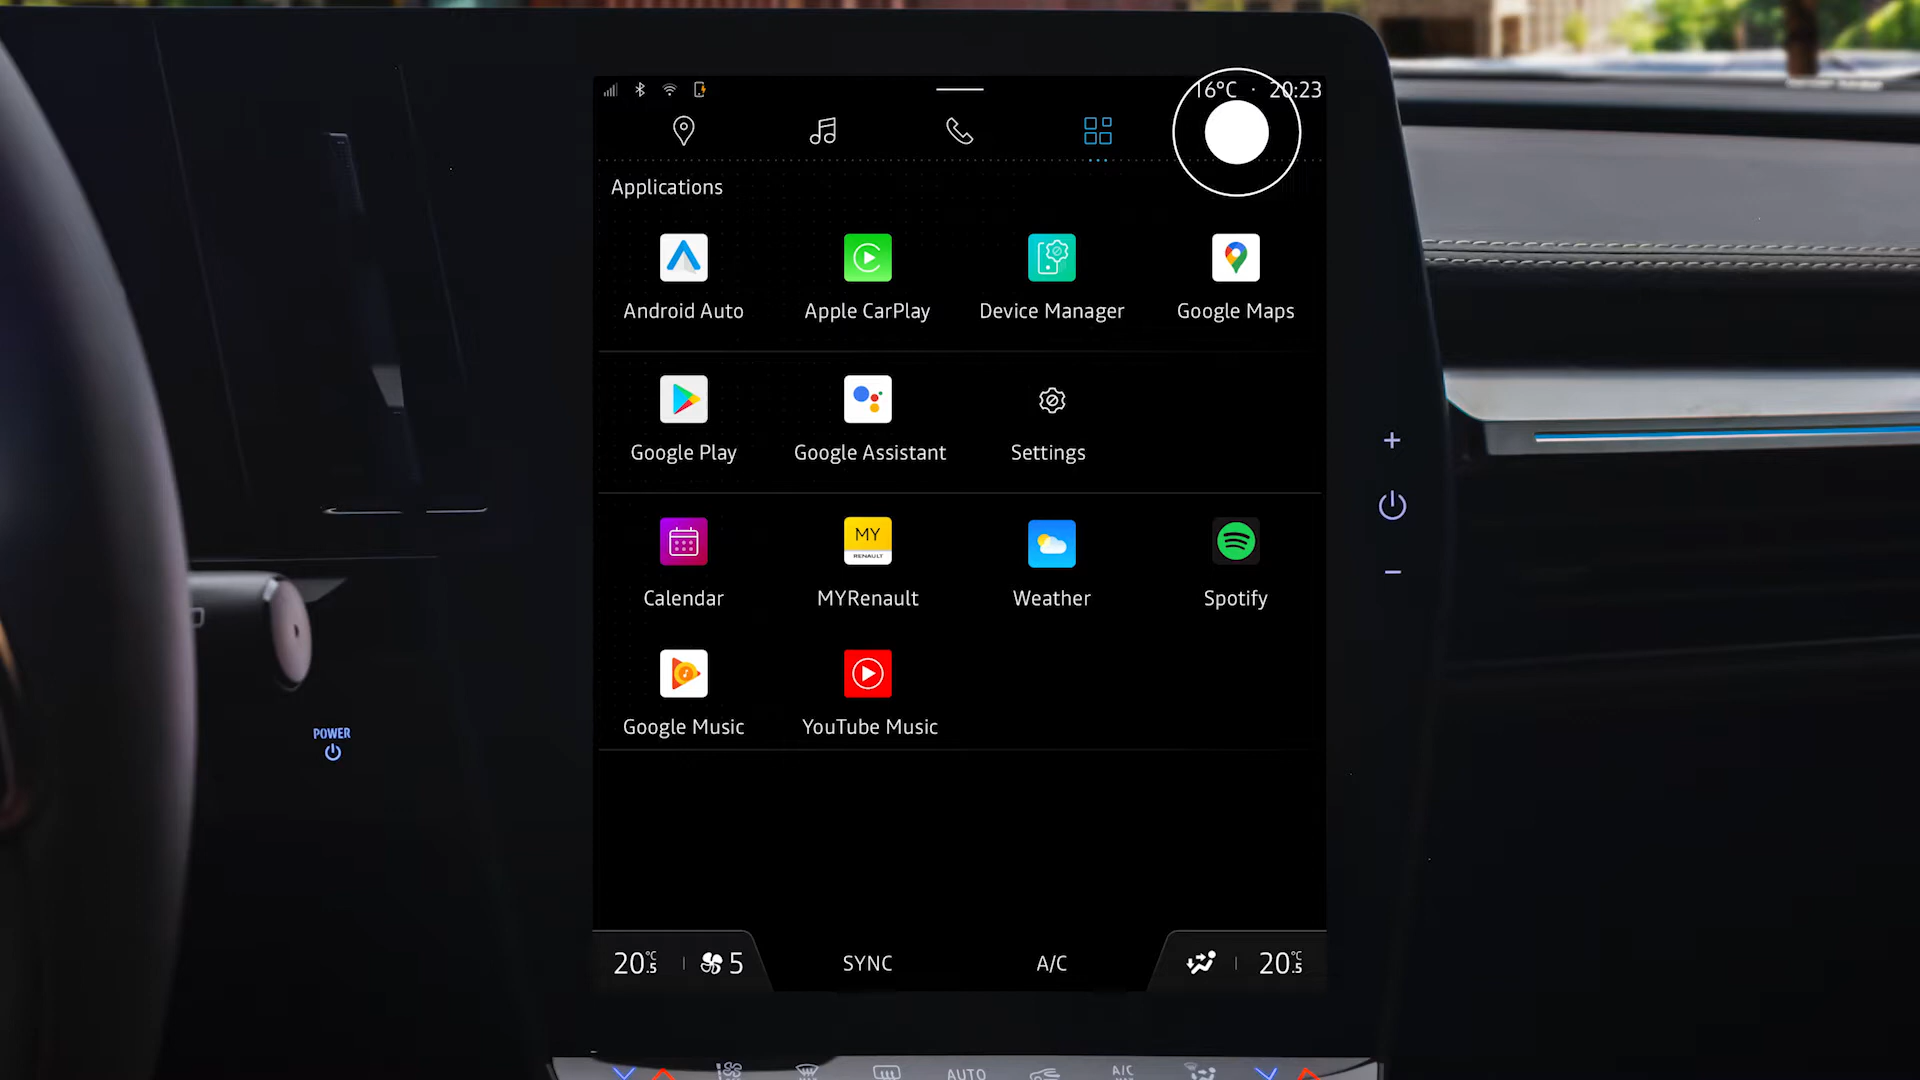 16°C · 20:23
Applications
Android Auto
Apple CarPlay
Device Manager
Google Maps
Google Play
Google Assistant
Settings
MY
RENAULT
Calendar
MYRenault
Weather
Spotify
Google Music
YouTube Music
POWER
20.5 °C
5
SYNC
A/C
20.5 °C
AUTO
A/C